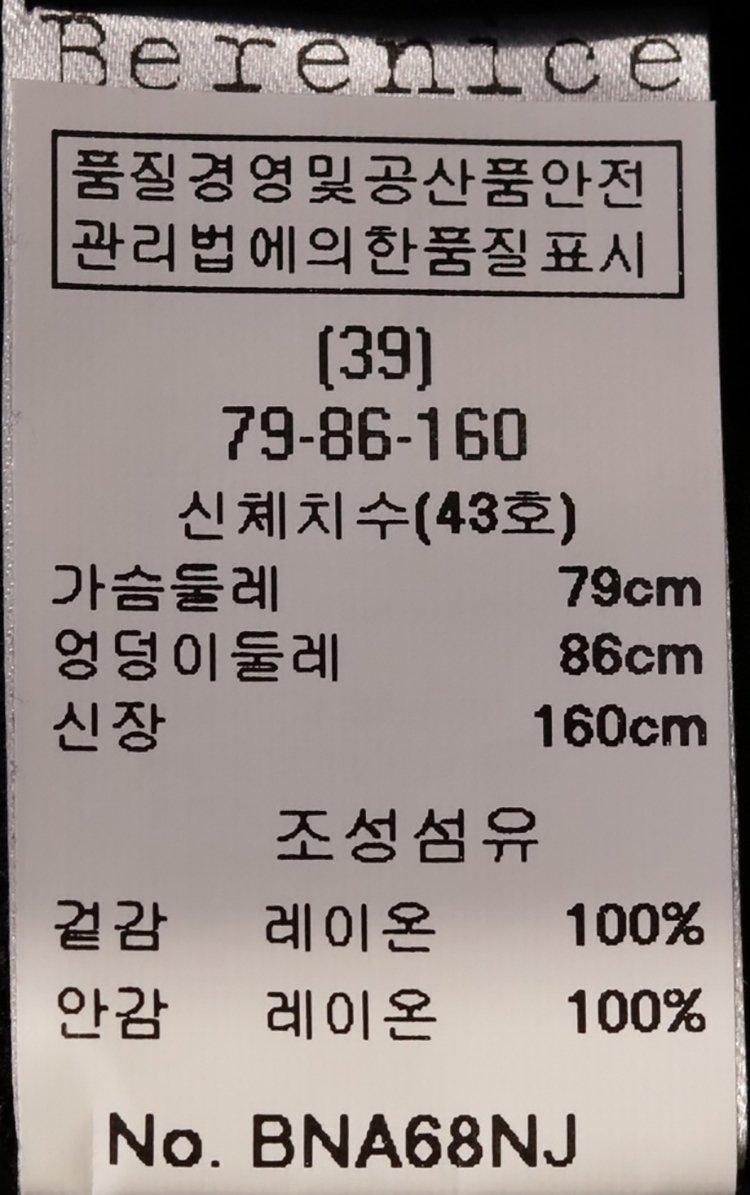 Berenice
품질경영및공산품안전
관리법에의한품질표시
(39)
79-86-160
신체치수(43호)
가슴둘레 79cm
엉덩이둘레 86cm
신장 160cm
조성섬유
겉감 레이온 100%
안감 레이온 100%
No. BNA68NJ